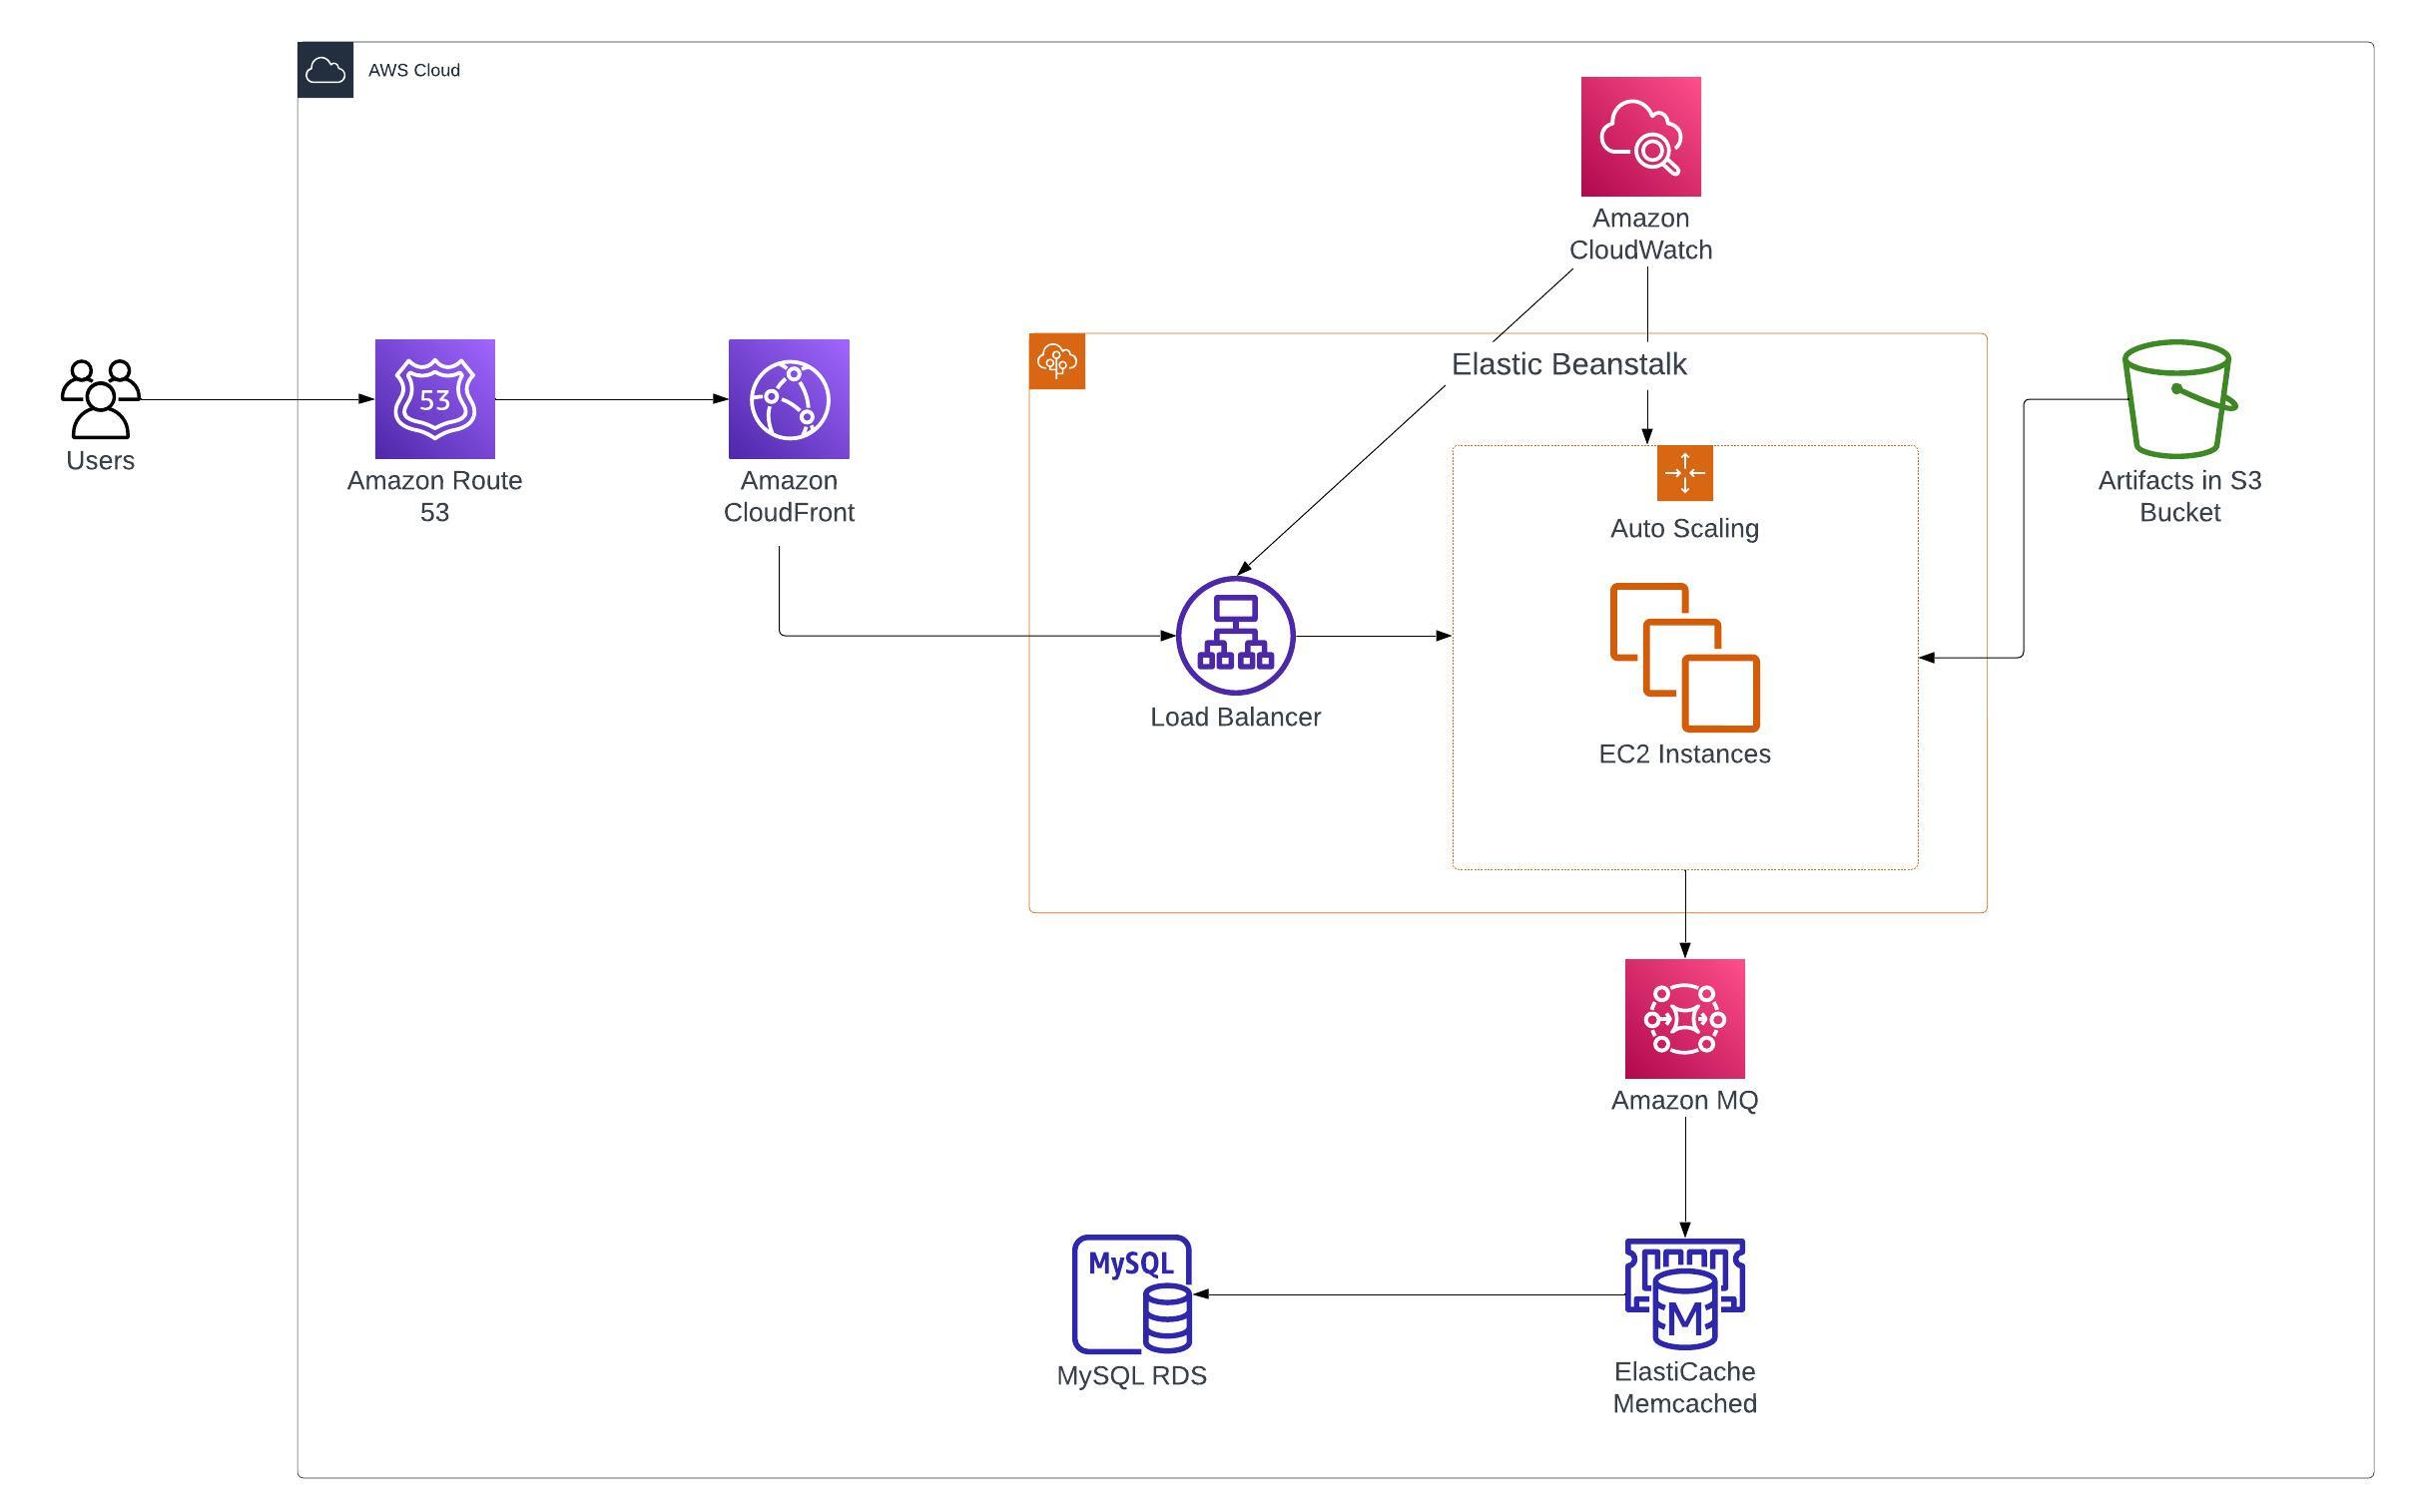 AWS Cloud
Amazon
CloudWatch
Elastic Beanstalk
Users
53
Amazon Route
53
Amazon
CloudFront
Artifacts in S3
Bucket
Auto Scaling
Load Balancer
EC2 Instances
Amazon MQ
MySQL
MySQL RDS
M
ElastiCache
Memcached